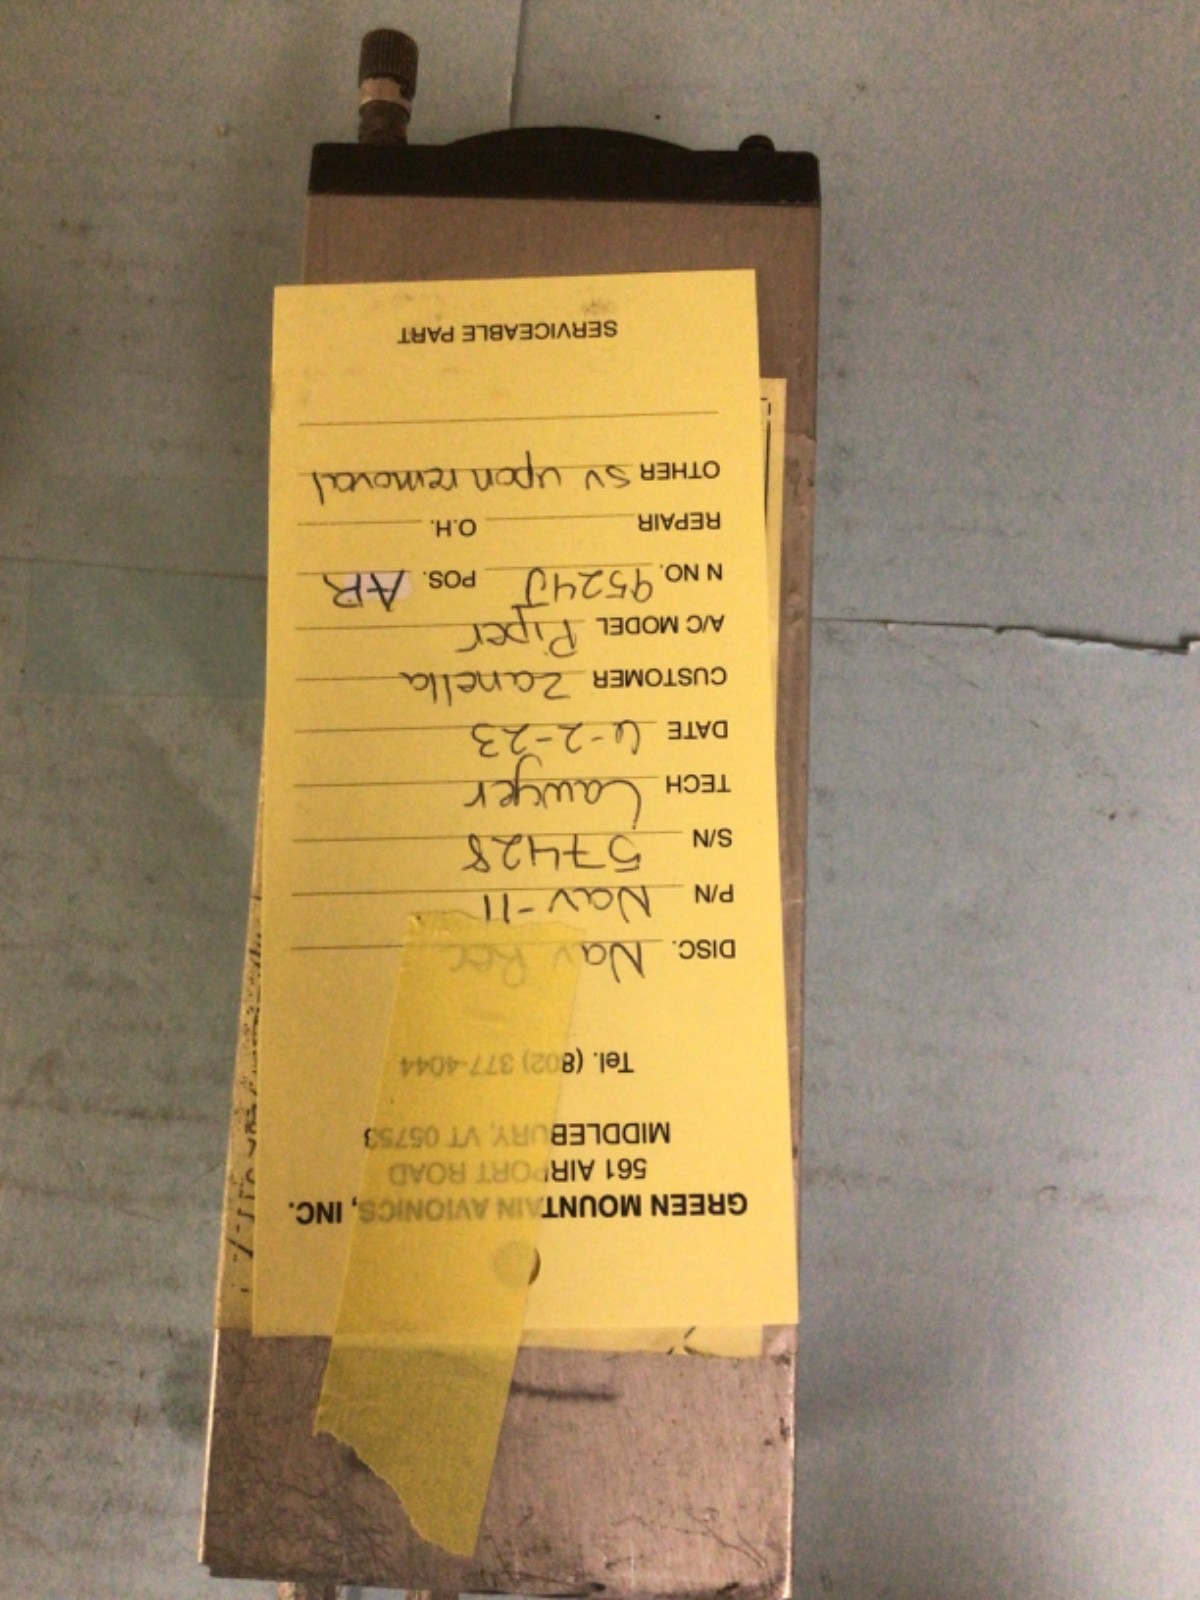 GREEN MOUNTAIN AVIONICS, INC.
561 AIRPORT ROAD
MIDDLEBURY, VT 05753
Tel. (802) 377-4044
DISC. Nav Rec
P/N Nav-11
S/N 57428
TECH Lawyer
DATE 6-2-23
CUSTOMER Zanella
A/C MODEL Piper
N NO. 9524J POS. AR
REPAIR O.H.
OTHER SV upon removal
SERVICEABLE PART